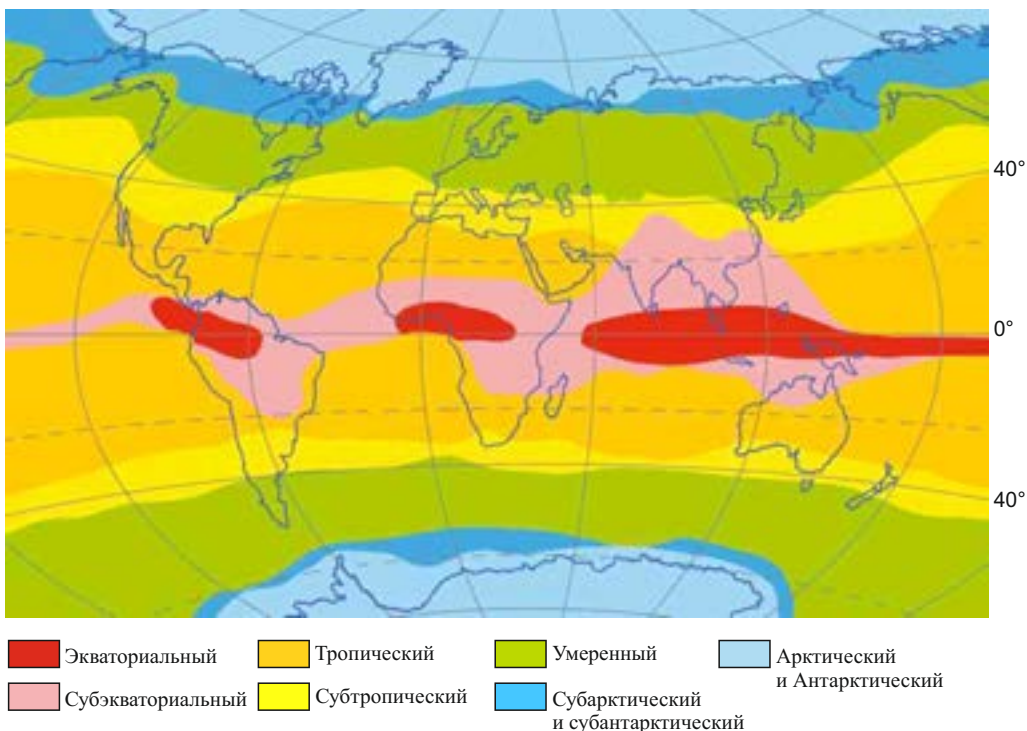 40°
0°
40°
Экваториальный
Тропический
Умеренный
Арктический
и Антарктический
Субэкваториальный
Субтропический
Субарктический
и субантарктический